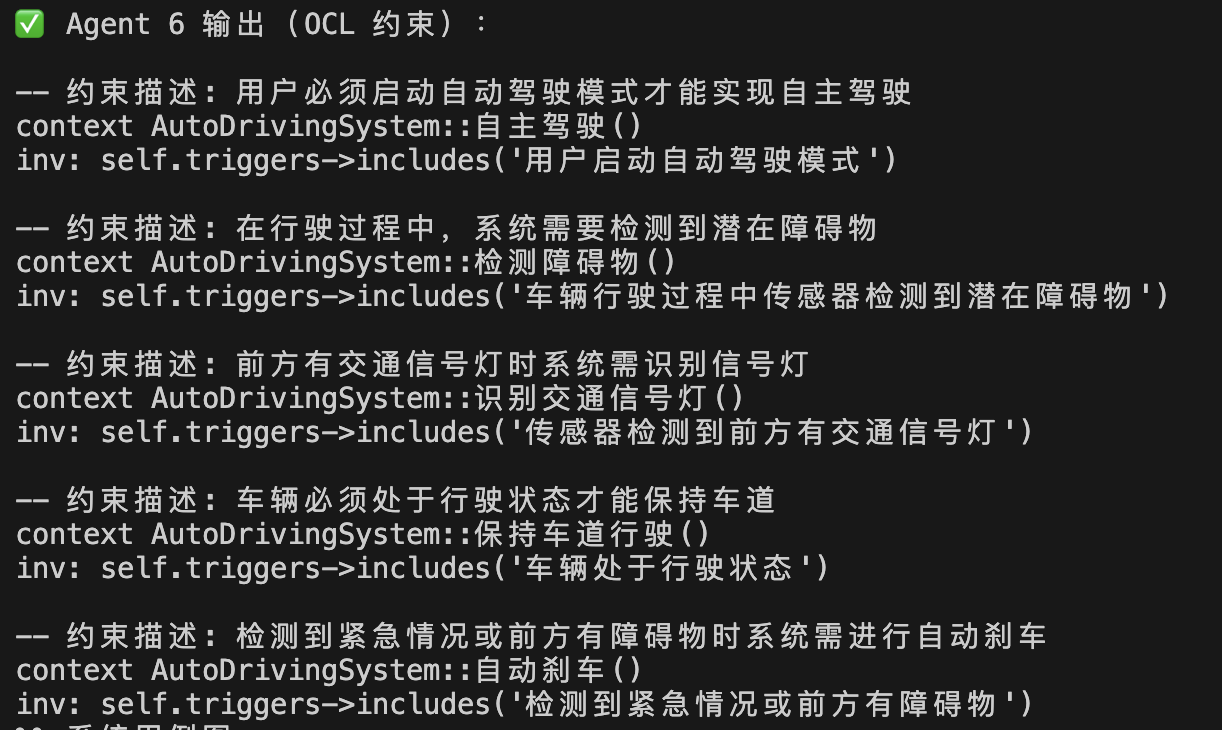 ✅ Agent 6 输出（OCL 约束）：
-- 约束描述: 用户必须启动自动驾驶模式才能实现自主驾驶
context AutoDrivingSystem::自主驾驶()
inv: self.triggers->includes('用户启动自动驾驶模式')
-- 约束描述: 在行驶过程中, 系统需要检测到潜在障碍物
context AutoDrivingSystem::检测障碍物()
inv: self.triggers->includes('车辆行驶过程中传感器检测到潜在障碍物')
-- 约束描述: 前方有交通信号灯时系统需识别信号灯
context AutoDrivingSystem::识别交通信号灯()
inv: self.triggers->includes('传感器检测到前方有交通信号灯')
-- 约束描述: 车辆必须处于行驶状态才能保持车道
context AutoDrivingSystem::保持车道行驶()
inv: self.triggers->includes('车辆处于行驶状态')
-- 约束描述: 检测到紧急情况或前方有障碍物时系统需进行自动刹车
context AutoDrivingSystem::自动刹车()
inv: self.triggers->includes('检测到紧急情况或前方有障碍物')